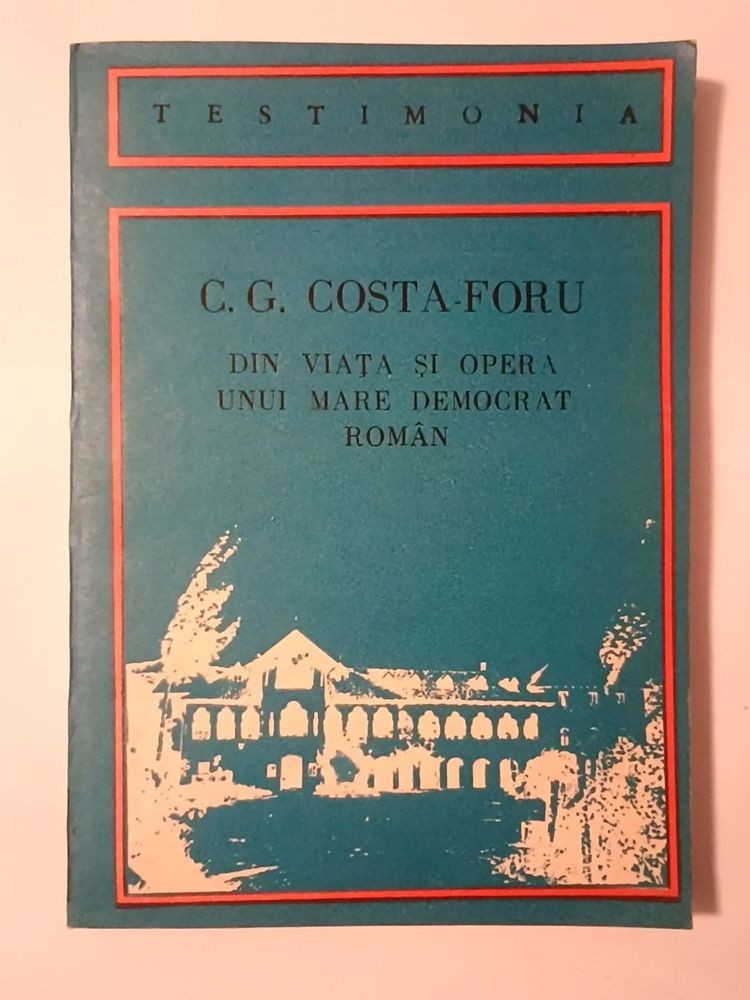 TESTIMONIA
C. G. COSTA-FORU
DIN VIAȚA ȘI OPERA
UNUI MARE DEMOCRAT
ROMÂN